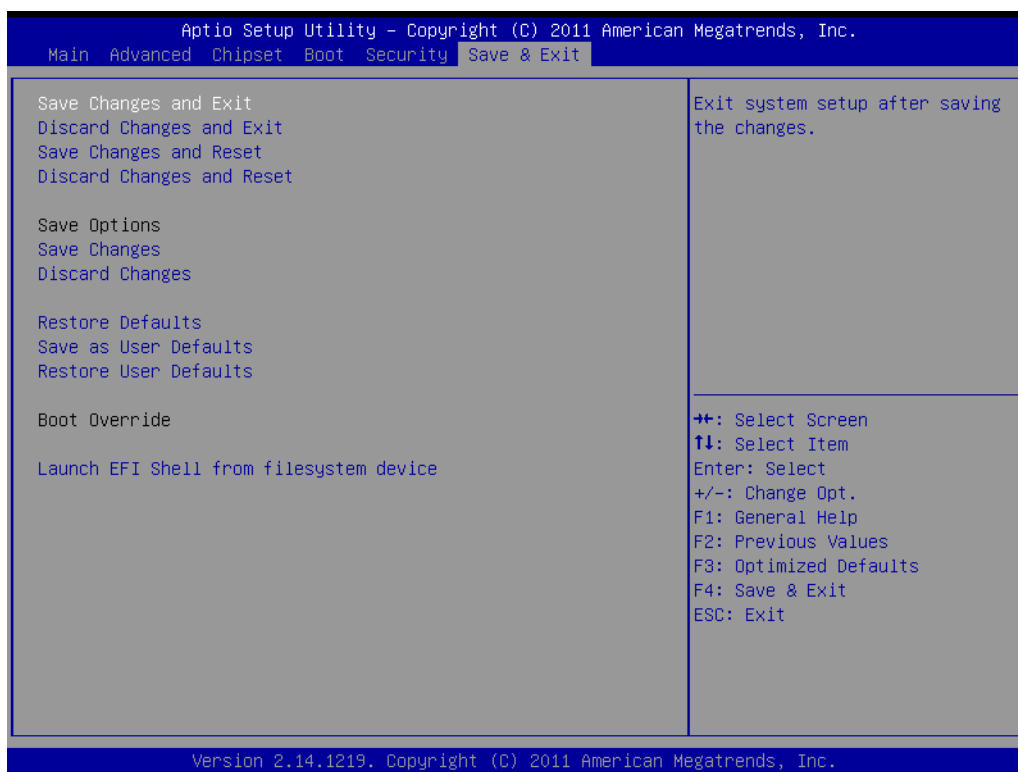 Aptio Setup Utility – Copyright (C) 2011 American Megatrends, Inc.
Main Advanced Chipset Boot Security Save & Exit
Save Changes and Exit
Discard Changes and Exit
Save Changes and Reset
Discard Changes and Reset
Save Options
Save Changes
Discard Changes
Restore Defaults
Save as User Defaults
Restore User Defaults
Boot Override
Launch EFI Shell from filesystem device
Exit system setup after saving
the changes.
→←: Select Screen
↑↓: Select Item
Enter: Select
+/-: Change Opt.
F1: General Help
F2: Previous Values
F3: Optimized Defaults
F4: Save & Exit
ESC: Exit
Version 2.14.1219. Copyright (C) 2011 American Megatrends, Inc.